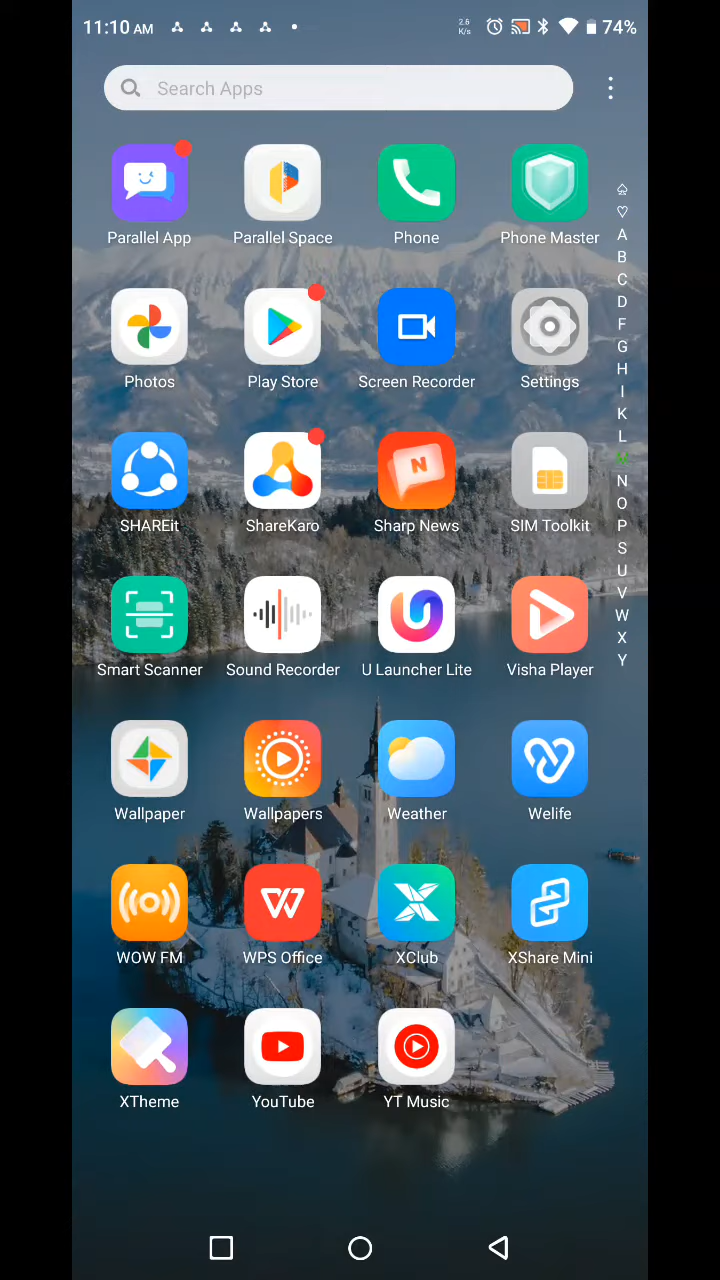 11:10 AM
2.6 K/s
74%
Search Apps
Parallel App
Parallel Space
Phone
Phone Master
Photos
Play Store
Screen Recorder
Settings
N
SHAREit
ShareKaro
Sharp News
SIM Toolkit
Smart Scanner
Sound Recorder
U Launcher Lite
Visha Player
Wallpaper
Wallpapers
Weather
Welife
W
WOW FM
WPS Office
XClub
XShare Mini
XTheme
YouTube
YT Music
A
B
C
D
F
G
H
I
K
L
M
N
O
P
S
U
V
W
X
Y